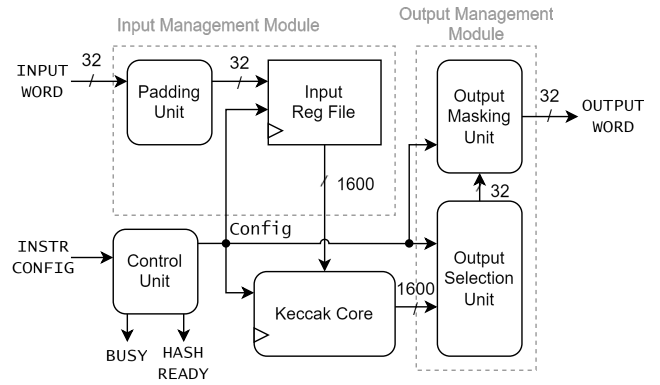 Input Management Module
Output Management
Module
INPUT
WORD
32
Padding
Unit
32
Input
Reg File
Output
Masking
Unit
32
OUTPUT
WORD
1600
32
INSTR
CONFIG
Control
Unit
Config
Keccak Core
1600
Output
Selection
Unit
BUSY
HASH
READY